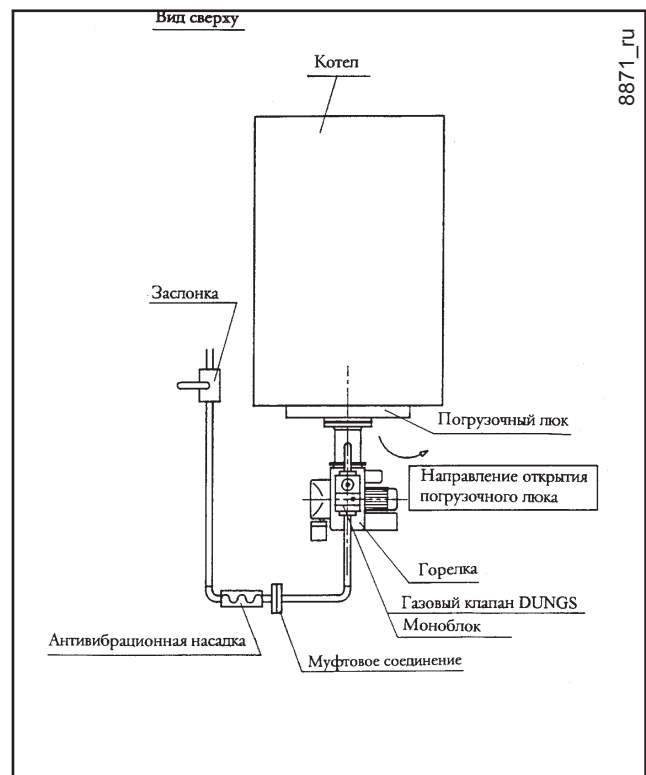 Вид сверху
8871_ru
Котел
Заслонка
Погрузочный люк
Направление открытия
погрузочного люка
Горелка
Газовый клапан DUNGS
Моноблок
Антивибрационная насадка
Муфтовое соединение